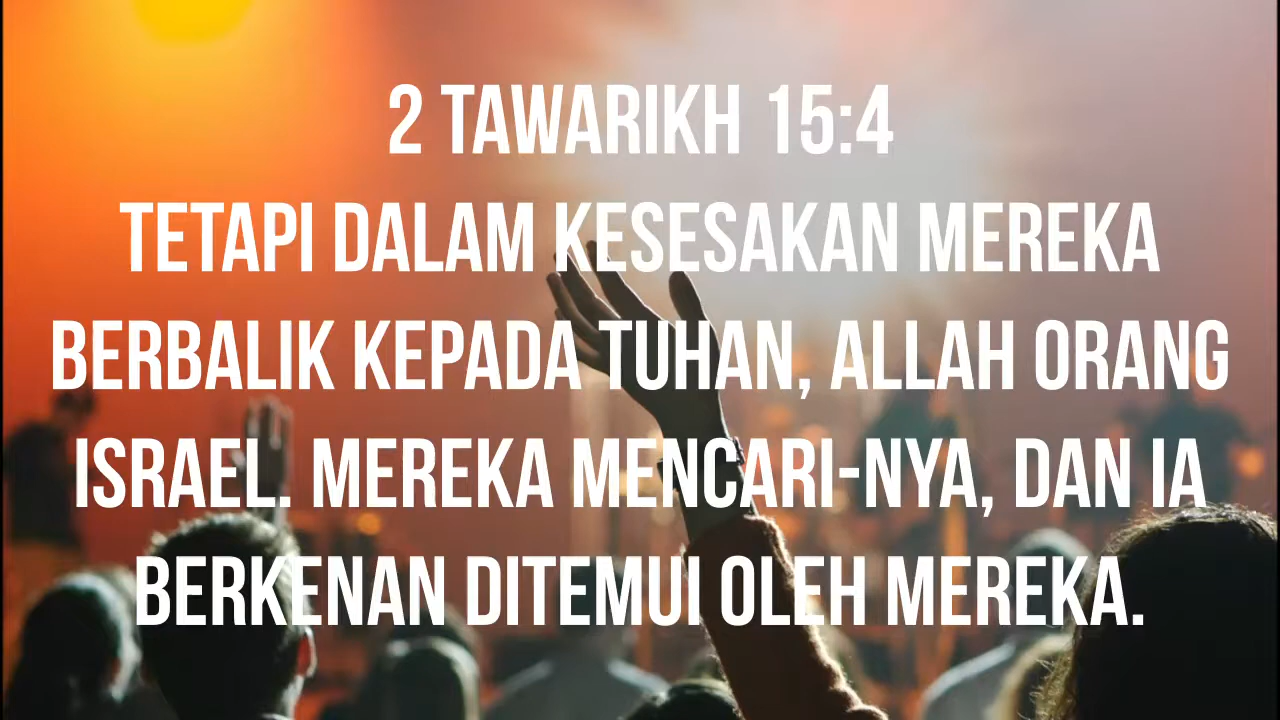 2 TAWARIKH 15:4
TETAPI DALAM KESESAKAN MEREKA
BERBALIK KEPADA TUHAN, ALLAH ORANG
ISRAEL. MEREKA MENCARI-NYA, DAN IA
BERKENAN DITEMUI OLEH MEREKA.